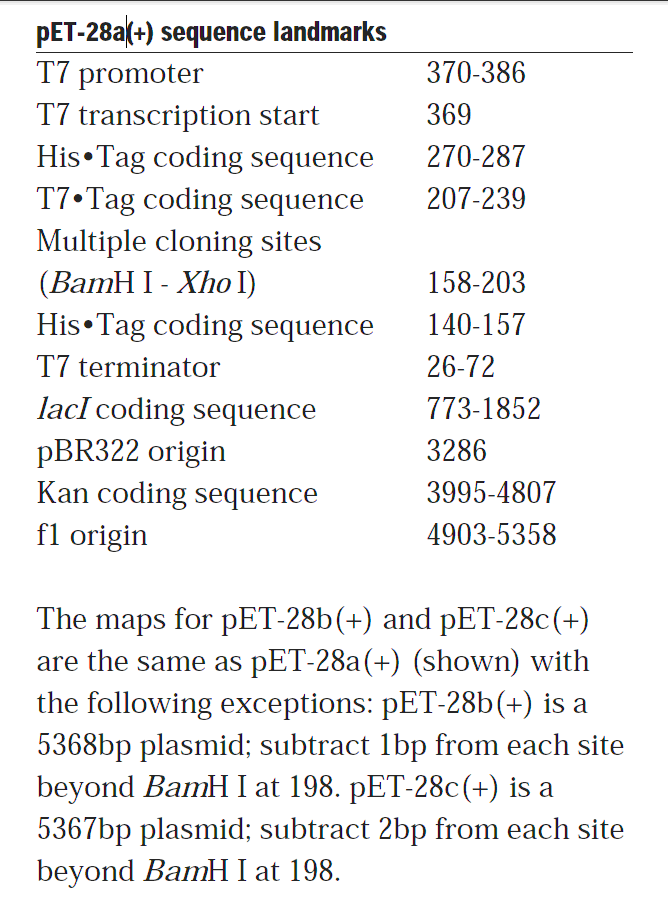 pET-28a(+) sequence landmarks
T7 promoter 370-386
T7 transcription start 369
His•Tag coding sequence 270-287
T7•Tag coding sequence 207-239
Multiple cloning sites
(BamH I - Xho I) 158-203
His•Tag coding sequence 140-157
T7 terminator 26-72
lacI coding sequence 773-1852
pBR322 origin 3286
Kan coding sequence 3995-4807
f1 origin 4903-5358
The maps for pET-28b(+) and pET-28c(+)
are the same as pET-28a(+) (shown) with
the following exceptions: pET-28b(+) is a
5368bp plasmid; subtract 1bp from each site
beyond BamH I at 198. pET-28c(+) is a
5367bp plasmid; subtract 2bp from each site
beyond BamH I at 198.